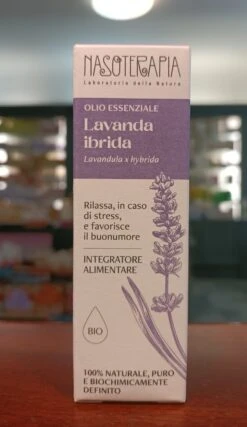 NASOTERAPIA
Laboratorio della Natura
OLIO ESSENZIALE
Lavanda
ibrida
Lavandula x hybrida
Rilassa, in caso
di stress,
e favorisce
il buonumore
INTEGRATORE
ALIMENTARE
BIO
100% NATURALE, PURO
E BIOCHIMICAMENTE
DEFINITO